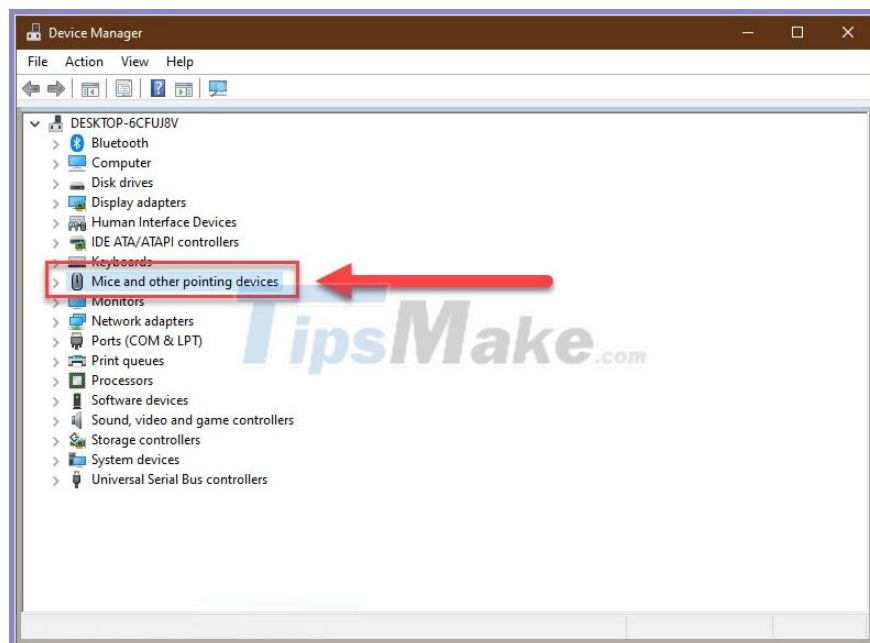 Device Manager
File Action View Help
DESKTOP-6CFUJ8V
Bluetooth
Computer
Disk drives
Display adapters
Human Interface Devices
IDE ATA/ATAPI controllers
Keyboards
Mice and other pointing devices
Monitors
Network adapters
Ports (COM & LPT)
Print queues
Processors
Software devices
Sound, video and game controllers
Storage controllers
System devices
Universal Serial Bus controllers
TipsMake.com